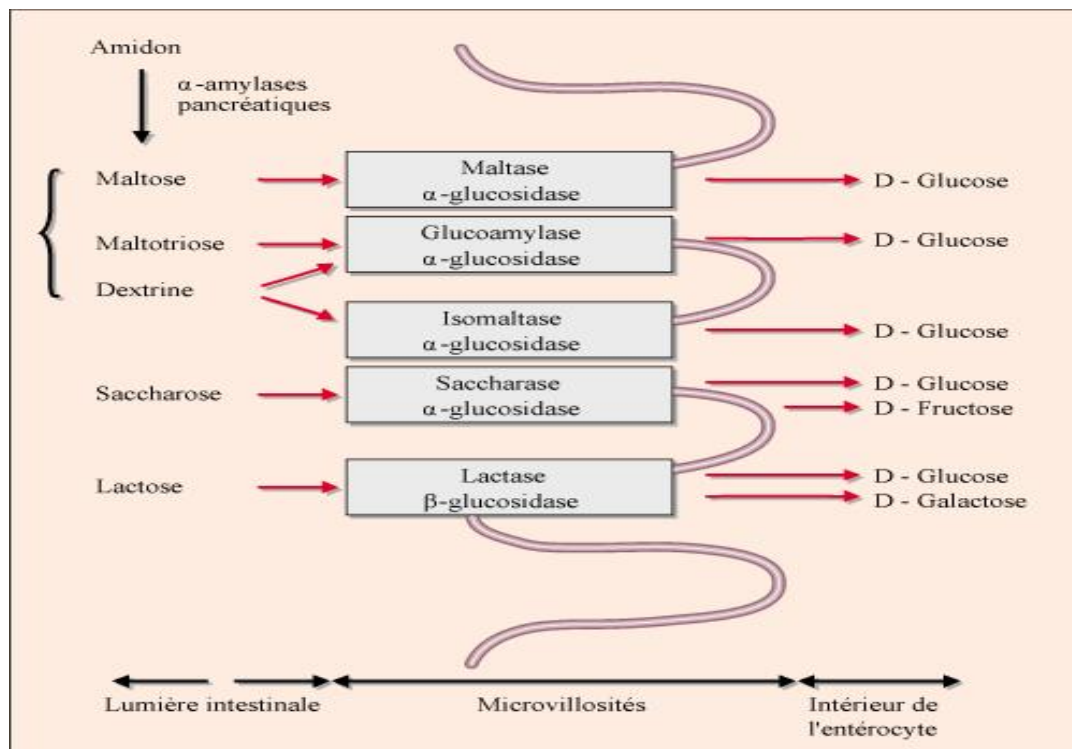 Amidon
α-amylases
pancréatiques
Maltose
Maltase
α-glucosidase
D - Glucose
Maltotriose
Glucoamylase
α-glucosidase
D - Glucose
Dextrine
Isomaltase
α-glucosidase
D - Glucose
Saccharose
Saccharase
α-glucosidase
D - Glucose
D - Fructose
Lactose
Lactase
β-glucosidase
D - Glucose
D - Galactose
Lumière intestinale
Microvillosités
Intérieur de
l'entérocyte